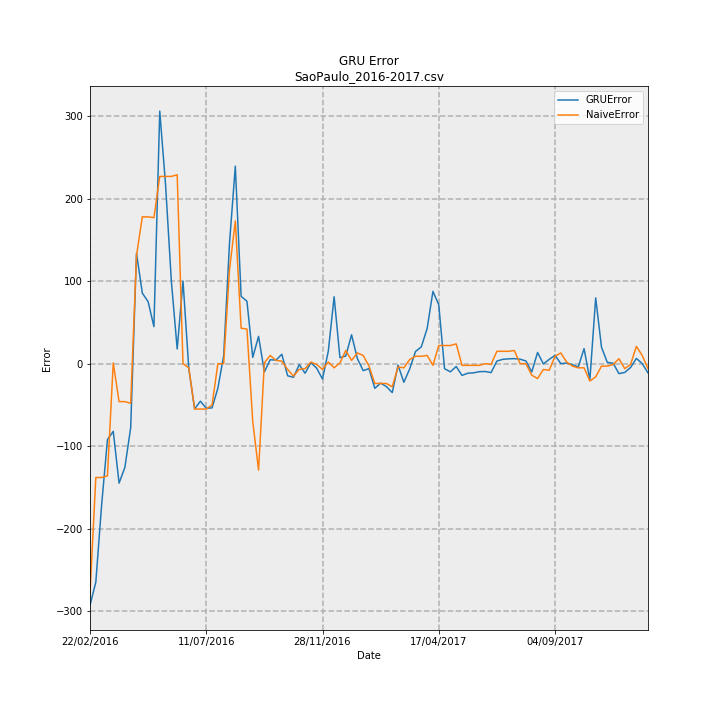 GRU Error
SaoPaulo_2016-2017.csv
GRUError
NaiveError
300
200
100
0
−100
−200
−300
Error
22/02/2016
11/07/2016
28/11/2016
17/04/2017
04/09/2017
Date